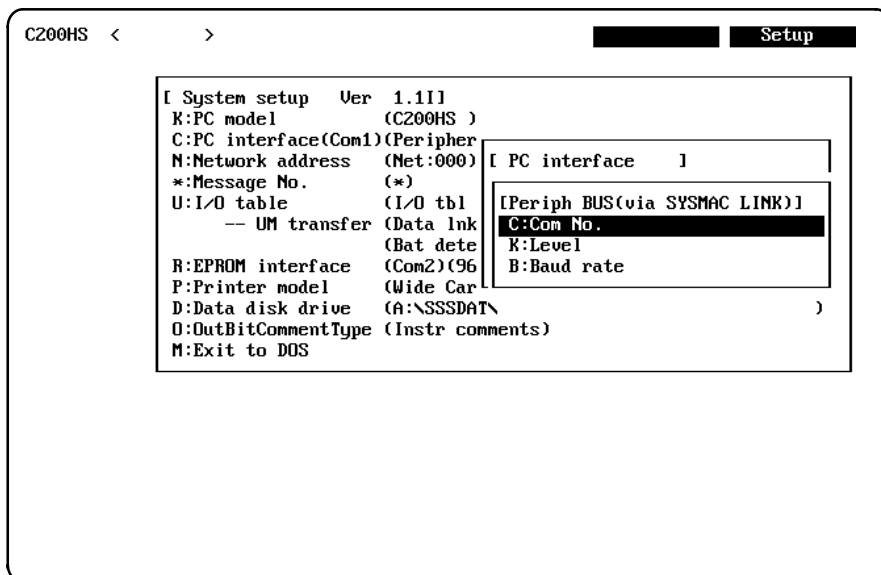 C200HS < > Setup
[ System setup Ver 1.1I]
K:PC model (C200HS )
C:PC interface(Com1)(Peripher
N:Network address (Net:000)
*:Message No. (*)
U:I/O table (I/O tbl
-- UM transfer (Data lnk
(Bat dete
R:EPROM interface (Com2)(96
P:Printer model (Wide Car
D:Data disk drive (A:\SSSDAT\ )
O:OutBitCommentType (Instr comments)
M:Exit to DOS
[ PC interface ]
[Periph BUS(via SYSMAC LINK)]
C:Com No.
K:Level
B:Baud rate